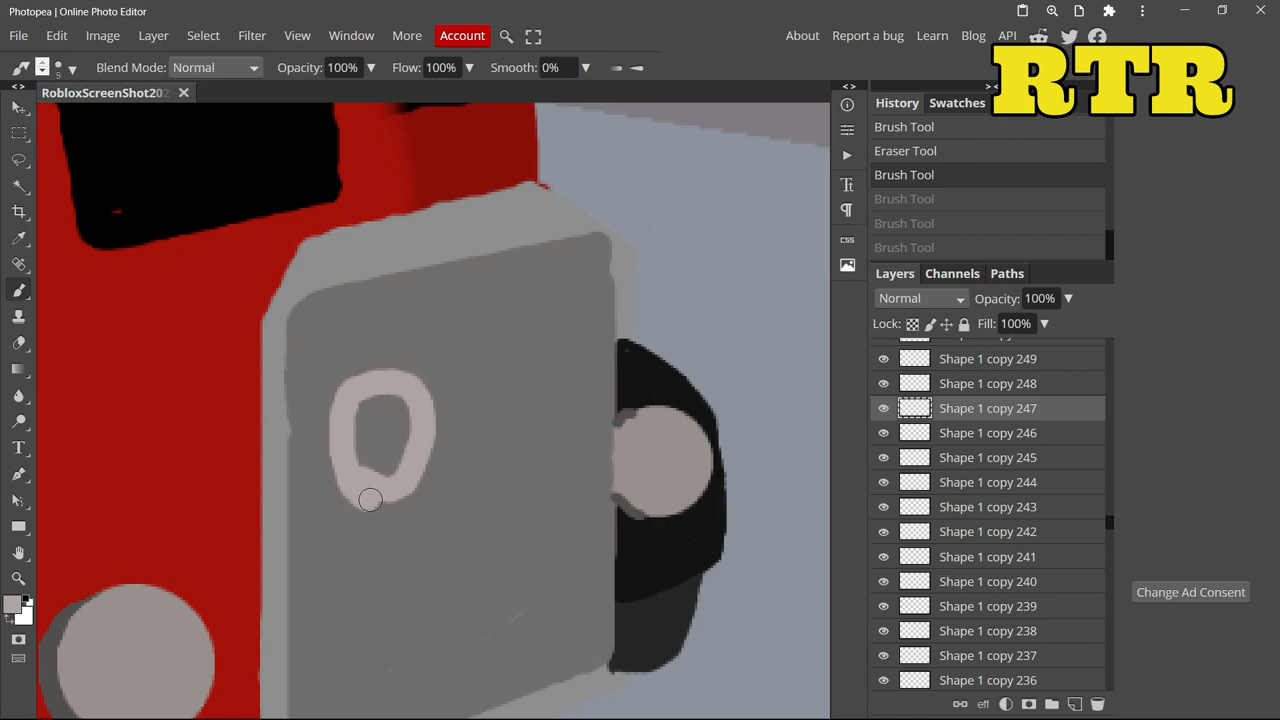 Photopea | Online Photo Editor
File Edit Image Layer Select Filter View Window More Account About Report a bug Learn Blog API
RTR
9 Blend Mode: Normal Opacity: 100% Flow: 100% Smooth: 0%
RobloxScreenShot202
History Swatches
Brush Tool
Eraser Tool
Brush Tool
Brush Tool
Brush Tool
Brush Tool
CSS
Layers Channels Paths
Normal Opacity: 100%
Lock: Fill: 100%
Shape 1 copy 249
Shape 1 copy 248
Shape 1 copy 247
Shape 1 copy 246
Shape 1 copy 245
Shape 1 copy 244
Shape 1 copy 243
Shape 1 copy 242
Shape 1 copy 241
Shape 1 copy 240
Shape 1 copy 239
Shape 1 copy 238
Shape 1 copy 237
Shape 1 copy 236
Change Ad Consent
eff